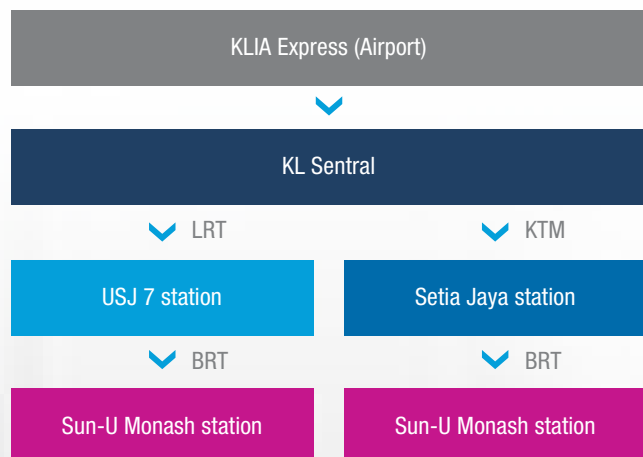 KLIA Express (Airport)
KL Sentral
LRT
KTM
USJ 7 station
Setia Jaya station
BRT
BRT
Sun-U Monash station
Sun-U Monash station